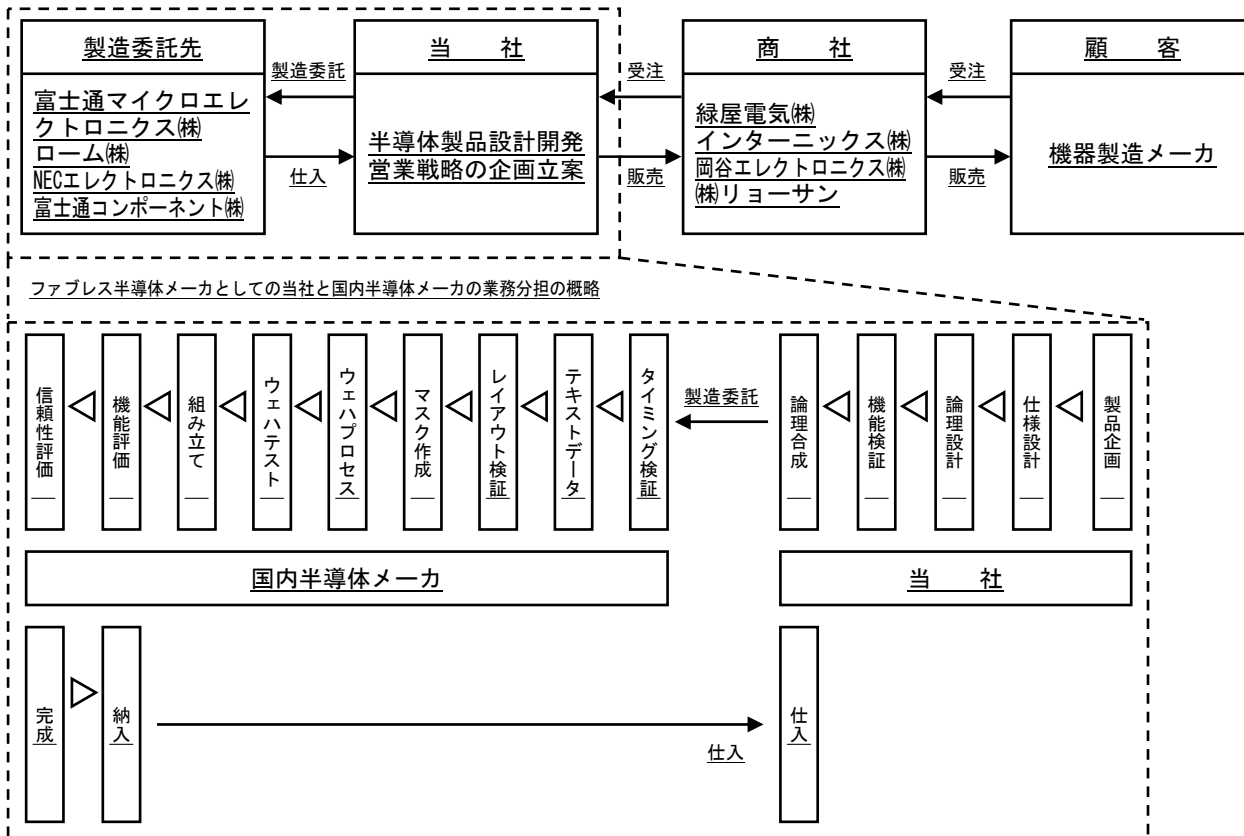 製造委託先
当　社
商　社
顧　客
製造委託
受注
受注
富士通マイクロエレ
クトロニクス㈱
ローム㈱
NECエレクトロニクス㈱
富士通コンポーネント㈱
半導体製品設計開発
営業戦略の企画立案
緑屋電気㈱
インターニックス㈱
岡谷エレクトロニクス㈱
㈱リョーサン
機器製造メーカ
仕入
販売
販売
ファブレス半導体メーカとしての当社と国内半導体メーカの業務分担の概略
信頼性評価
機能評価
組み立て
ウェハテスト
ウェハプロセス
マスク作成
レイアウト検証
テキストデータ
タイミング検証
製造委託
論理合成
機能検証
論理設計
仕様設計
製品企画
国内半導体メーカ
当　社
完成
納入
仕入
仕入